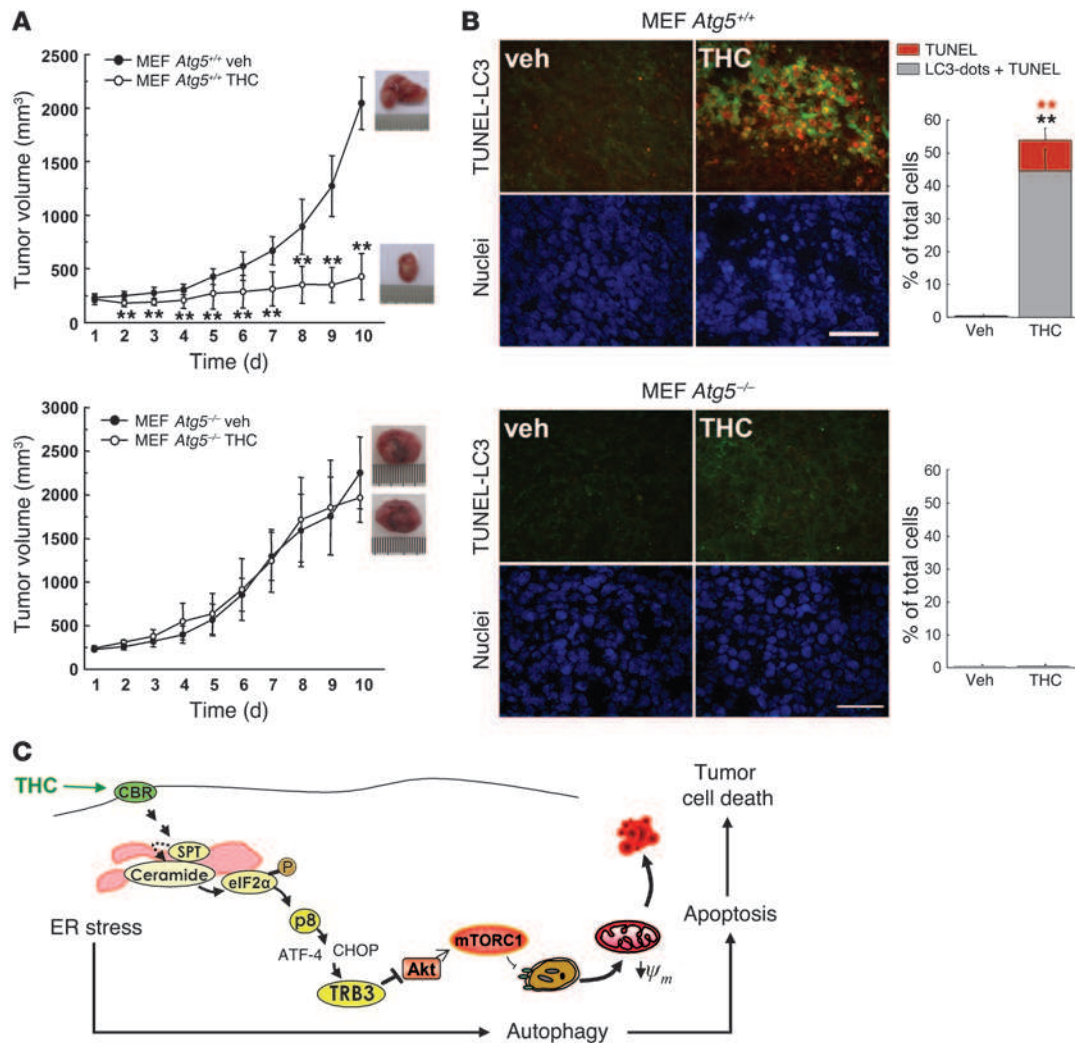 A
MEF Atg5+/+ veh
MEF Atg5+/+ THC
Tumor volume (mm³)
2500
2000
1500
1000
500
0
**
**
**
**
**
**
**
**
**
1 2 3 4 5 6 7 8 9 10
Time (d)
MEF Atg5−/− veh
MEF Atg5−/− THC
Tumor volume (mm³)
3000
2500
2000
1500
1000
500
0
1 2 3 4 5 6 7 8 9 10
Time (d)
B
MEF Atg5+/+
veh
THC
TUNEL-LC3
Nuclei
TUNEL
LC3-dots + TUNEL
**
**
% of total cells
60
50
40
30
20
10
0
Veh THC
MEF Atg5−/−
veh
THC
TUNEL-LC3
Nuclei
% of total cells
60
50
40
30
20
10
0
Veh THC
C
THC
CBR
SPT
Ceramide
eIF2α
P
p8
ATF-4 CHOP
TRB3
Akt
mTORC1
↓ψm
ER stress
Autophagy
Apoptosis
Tumor
cell death